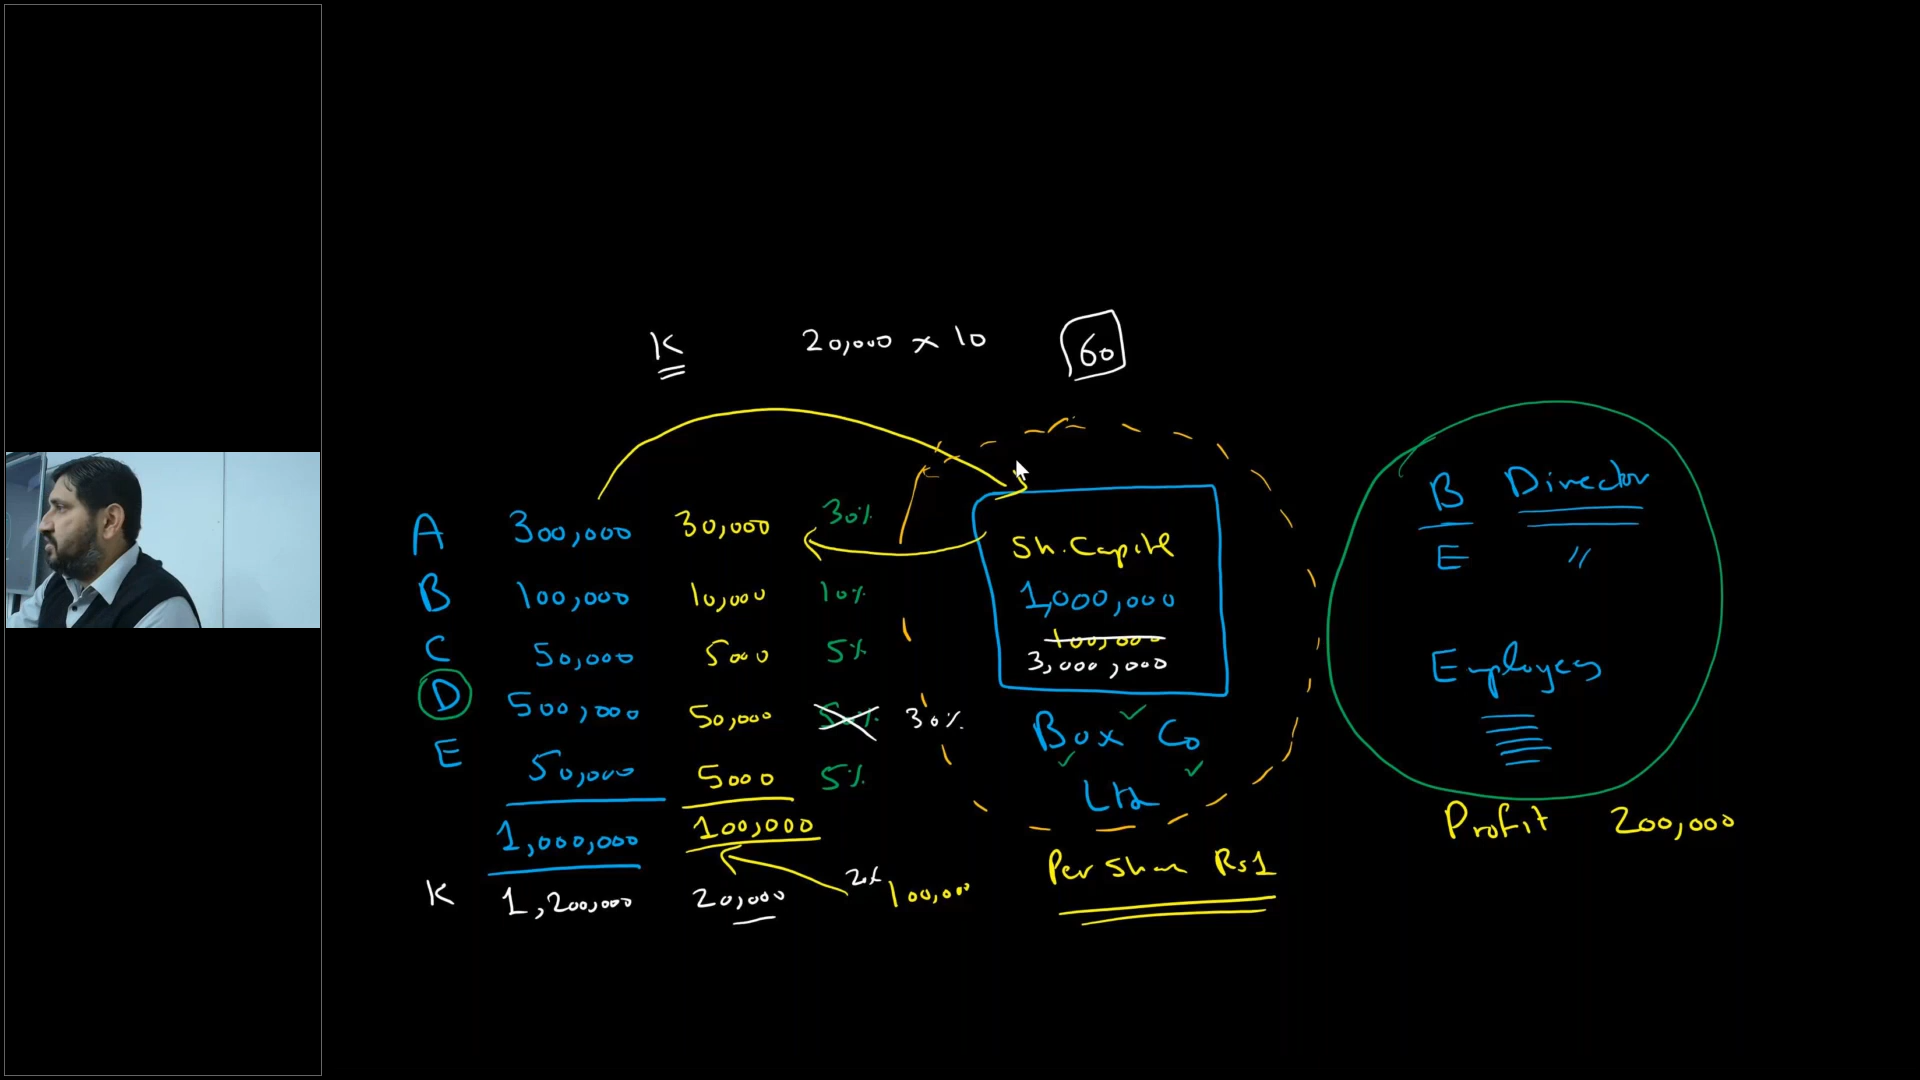 K 20,000 x 10 60
A 300,000 30,000 30%
B 100,000 10,000 10%
C 50,000 5000 5%
D 500,000 50,000 50% 30%
E 50,000 5000 5%
1,000,000 100,000
K 1,200,000 20,000 100,000
Sh. Capital
1,000,000
100,000
3,000,000
Box Co
Ltd
Per Share Rs1
B Director
E "
Employees
Profit 200,000